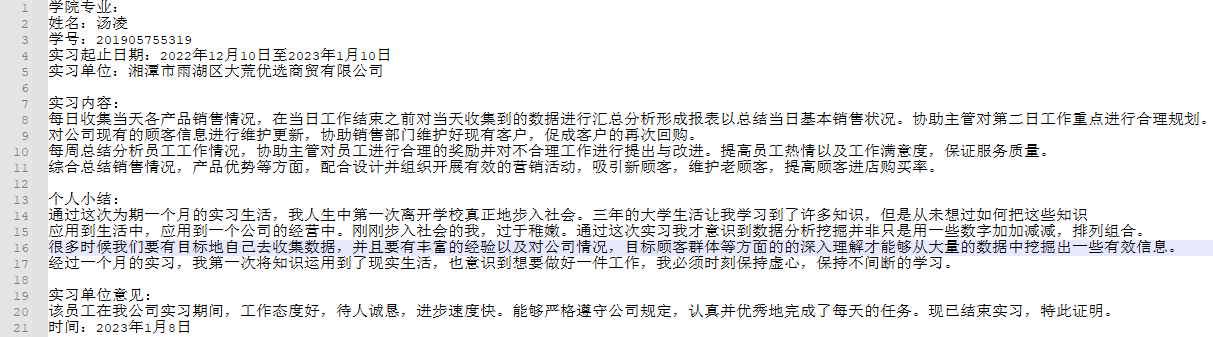 1 学院专业：
2 姓名：汤凌
3 学号：201905755319
4 实习起止日期：2022年12月10日至2023年1月10日
5 实习单位：湘潭市雨湖区大荒优选商贸有限公司
6
7 实习内容：
8 每日收集当天各产品销售情况，在当日工作结束之前对当天收集到的数据进行汇总分析形成报表以总结当日基本销售状况。协助主管对第二日工作重点进行合理规划。
9 对公司现有的顾客信息进行维护更新，协助销售部门维护好现有客户，促成客户的再次回购。
10 每周总结分析员工工作情况，协助主管对员工进行合理的奖励并对不合理工作进行提出与改进。提高员工热情以及工作满意度，保证服务质量。
11 综合总结销售情况，产品优势等方面，配合设计并组织开展有效的营销活动，吸引新顾客，维护老顾客，提高顾客进店购买率。
12
13 个人小结：
14 通过这次为期一个月的实习生活，我人生中第一次离开学校真正地步入社会。三年的大学生活让我学习到了许多知识，但是从未想过如何把这些知识
15 应用到生活中，应用到一个公司的经营中。刚刚步入社会的我，过于稚嫩。通过这次实习我才意识到数据分析挖掘并非只是用一些数字加加减减，排列组合。
16 很多时候我们要有目标地自己去收集数据，并且要有丰富的经验以及对公司情况，目标顾客群体等方面的的深入理解才能够从大量的数据中挖掘出一些有效信息。
17 经过一个月的实习，我第一次将知识运用到了现实生活，也意识到想要做好一件工作，我必须时刻保持虚心，保持不间断的学习。
18
19 实习单位意见：
20 该员工在我公司实习期间，工作态度好，待人诚恳，进步速度快。能够严格遵守公司规定，认真并优秀地完成了每天的任务。现已结束实习，特此证明。
21 时间：2023年1月8日